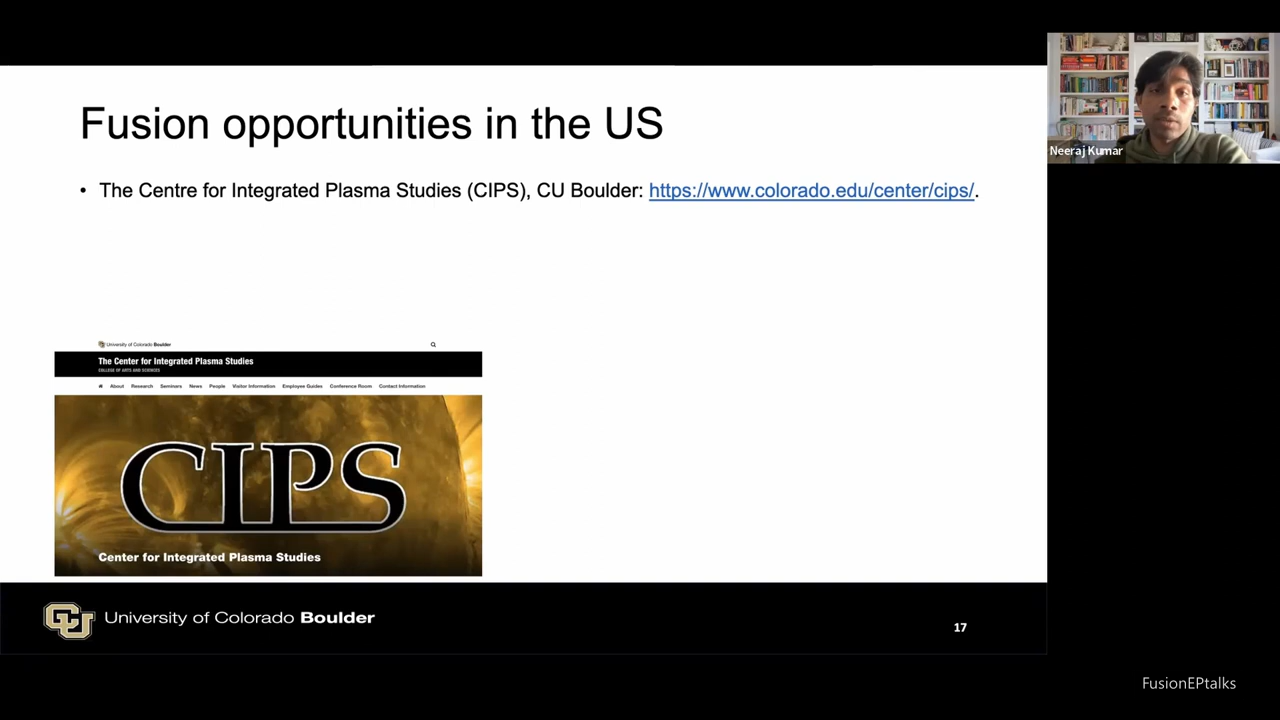 Fusion opportunities in the US
• The Centre for Integrated Plasma Studies (CIPS), CU Boulder: https://www.colorado.edu/center/cips/.
University of Colorado Boulder
The Center for Integrated Plasma Studies
COLLEGE OF ARTS AND SCIENCES
About Research Seminars News People Visitor Information Employee Guides Conference Room Contact Information
CIPS
Center for Integrated Plasma Studies
CU University of Colorado Boulder
17
Neeraj Kumar
FusionEPtalks